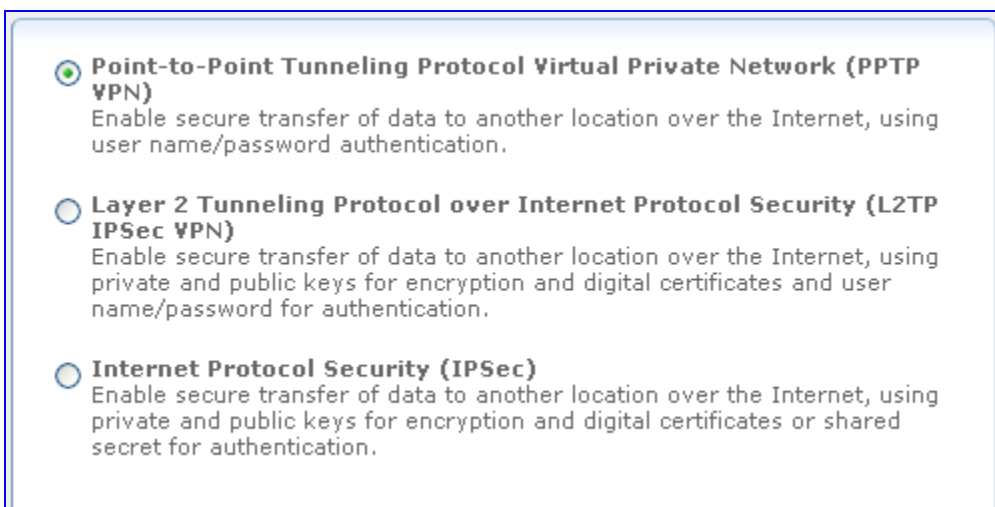 Point-to-Point Tunneling Protocol Virtual Private Network (PPTP
VPN)
Enable secure transfer of data to another location over the Internet, using
user name/password authentication.
Layer 2 Tunneling Protocol over Internet Protocol Security (L2TP
IPSec VPN)
Enable secure transfer of data to another location over the Internet, using
private and public keys for encryption and digital certificates and user
name/password for authentication.
Internet Protocol Security (IPSec)
Enable secure transfer of data to another location over the Internet, using
private and public keys for encryption and digital certificates or shared
secret for authentication.